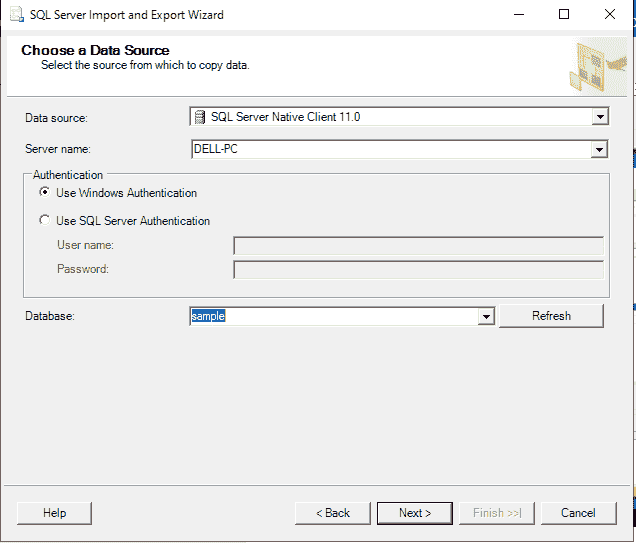 SQL Server Import and Export Wizard
Choose a Data Source
Select the source from which to copy data.
Data source: SQL Server Native Client 11.0
Server name: DELL-PC
Authentication
Use Windows Authentication
Use SQL Server Authentication
User name:
Password:
Database: sample Refresh
Help < Back Next > Finish >>| Cancel